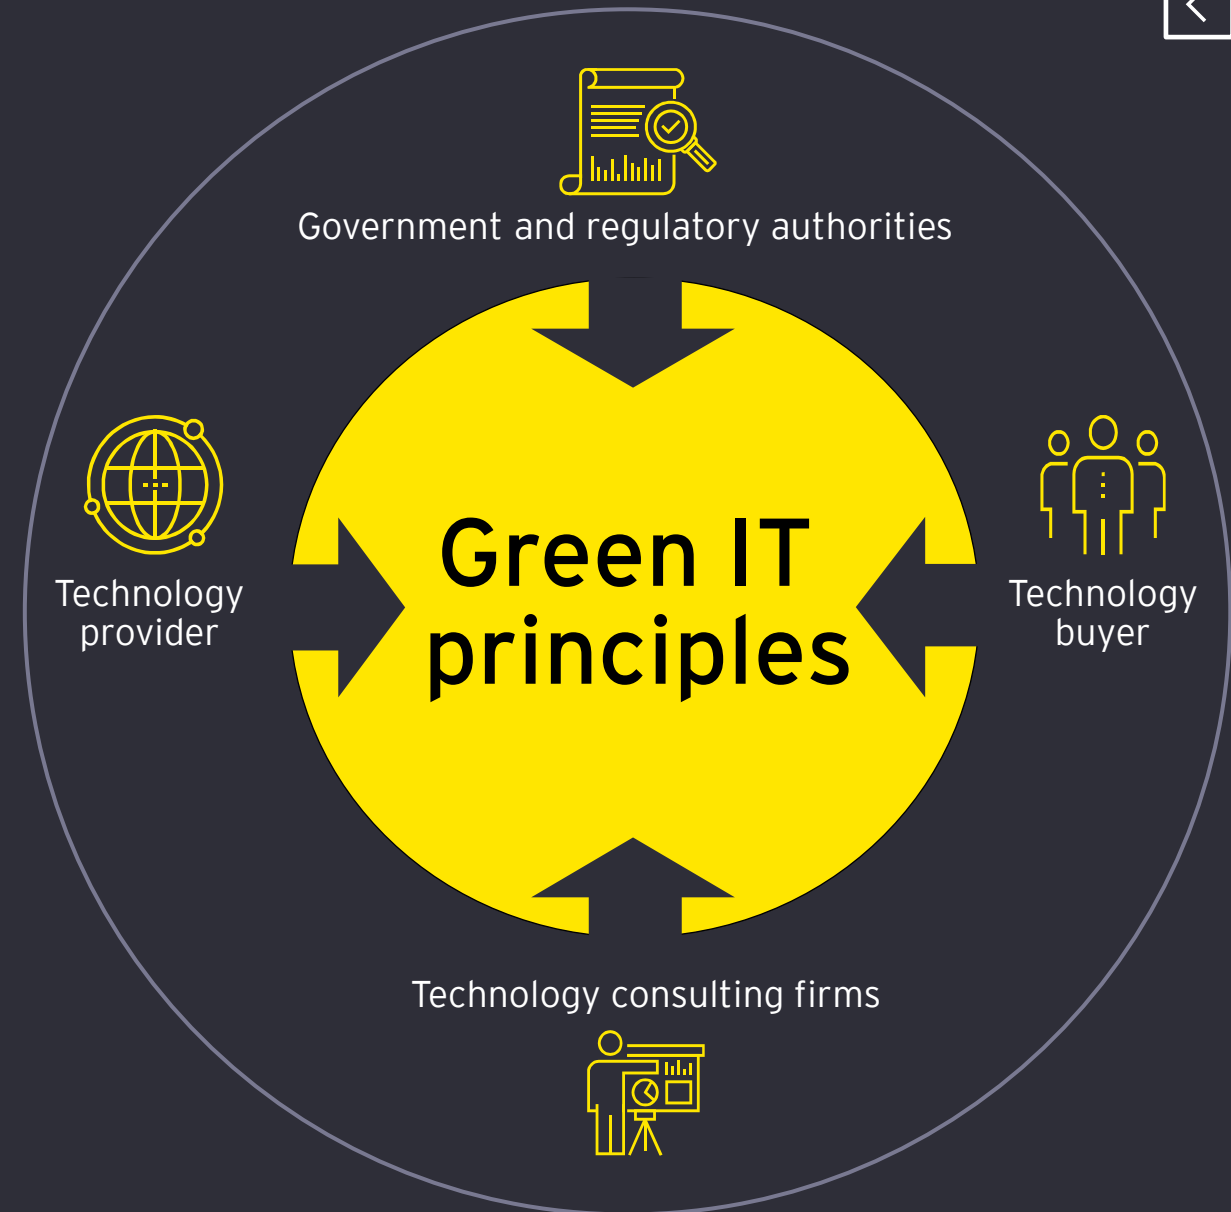 Government and regulatory authorities
Technology
provider
Green IT
principles
Technology
buyer
Technology consulting firms